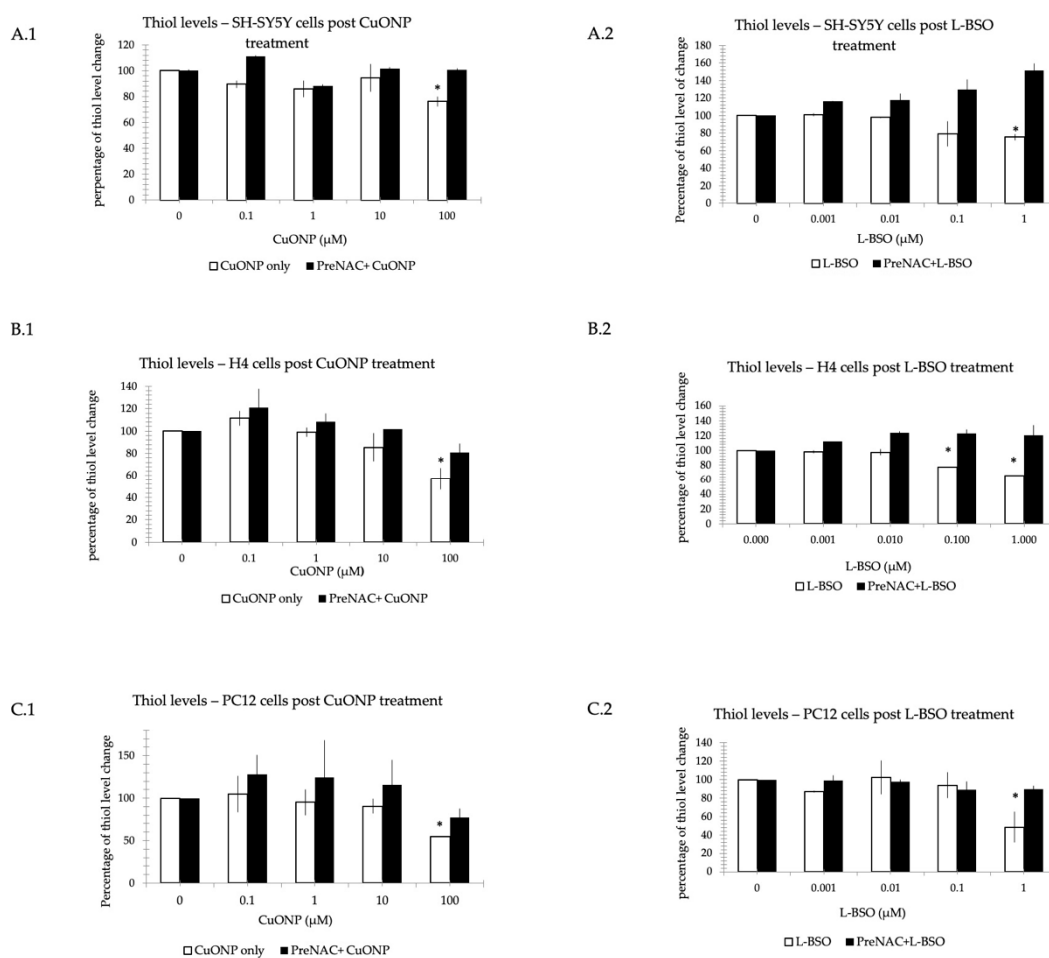 A.1
Thiol levels – SH-SY5Y cells post CuONP
treatment
perpentage of thiol level change
120
100
80
60
40
20
0
*
0 0.1 1 10 100
CuONP (µM)
CuONP only PreNAC+ CuONP
A.2
Thiol levels – SH-SY5Y cells post L-BSO
treatment
Percentage of thiol level of change
180
160
140
120
100
80
60
40
20
0
*
0 0.001 0.01 0.1 1
L-BSO (µM)
L-BSO PreNAC+L-BSO
B.1
Thiol levels – H4 cells post CuONP treatment
percentage of thiol level change
140
120
100
80
60
40
20
0
*
0 0.1 1 10 100
CuONP (µM)
CuONP only PreNAC+ CuONP
B.2
Thiol levels – H4 cells post L-BSO treatment
percentage of thiol level change
160
140
120
100
80
60
40
20
0
* *
0.000 0.001 0.010 0.100 1.000
L-BSO (µM)
L-BSO PreNAC+L-BSO
C.1
Thiol levels – PC12 cells post CuONP treatment
Percentage of thiol level change
150
100
50
0
*
0 0.1 1 10 100
CuONP (µM)
CuONP only PreNAC+ CuONP
C.2
Thiol levels – PC12 cells post L-BSO treatment
percentage of thiol level change
140
120
100
80
60
40
20
0
*
0 0.001 0.01 0.1 1
L-BSO (µM)
L-BSO PreNAC+L-BSO